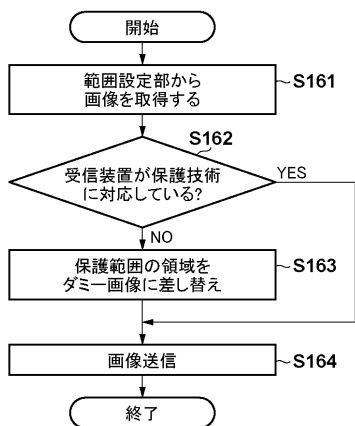 開始
範囲設定部から
画像を取得する
S161
S162
受信装置が保護技術
に対応している?
YES
NO
保護範囲の領域を
ダミー画像に差し替え
S163
画像送信
S164
終了